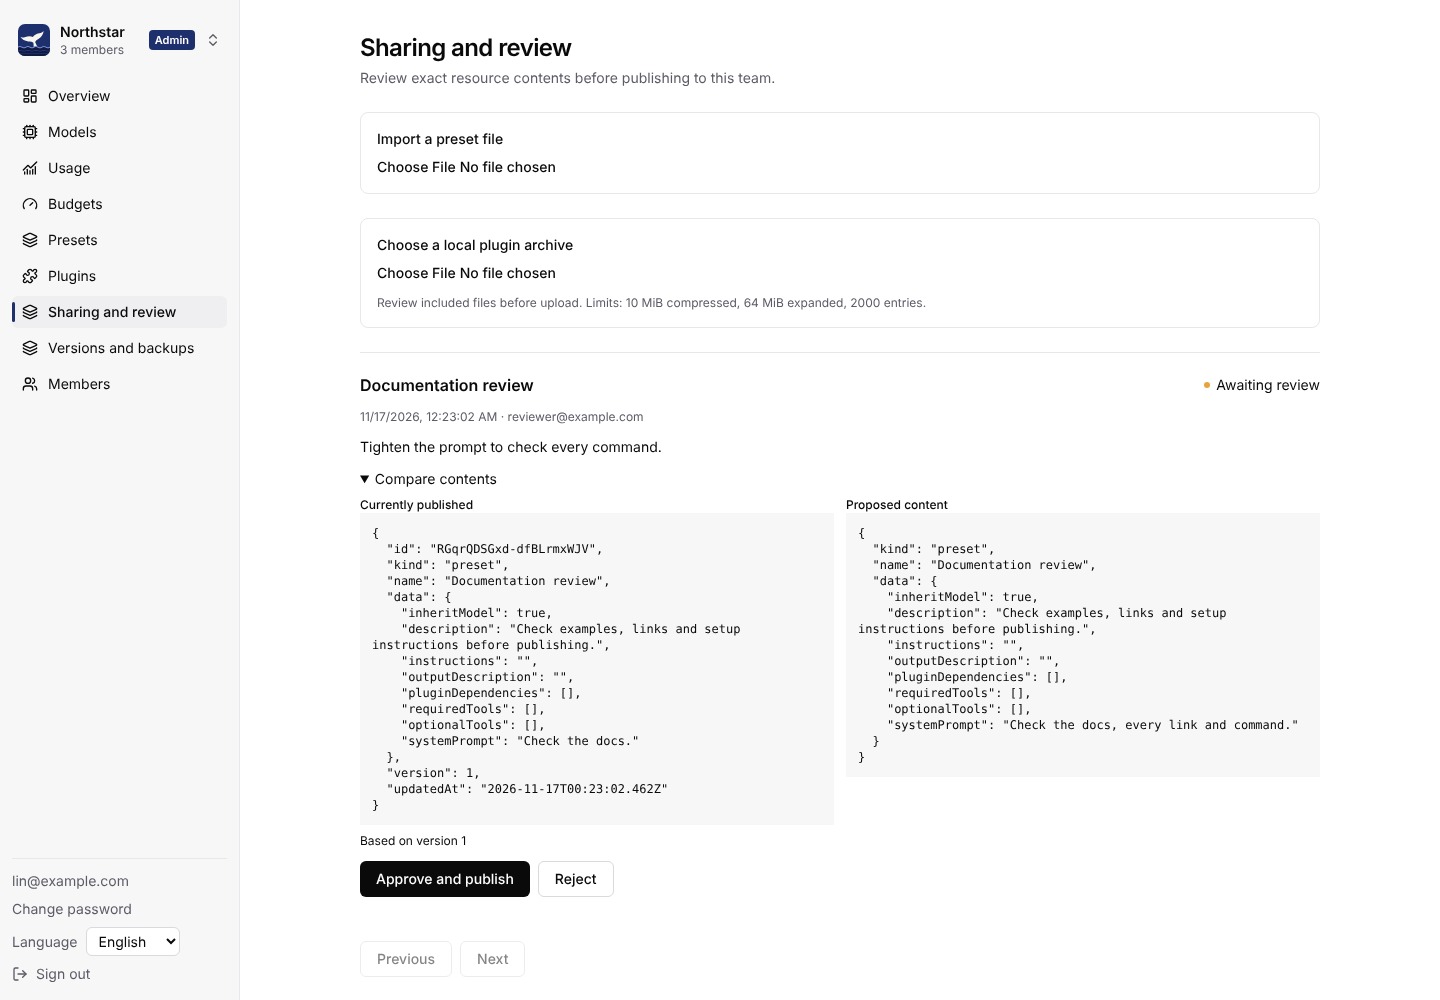 Northstar
3 members
Admin
Overview
Models
Usage
Budgets
Presets
Plugins
Sharing and review
Versions and backups
Members
lin@example.com
Change password
Language
English
Sign out
Sharing and review
Review exact resource contents before publishing to this team.
Import a preset file
Choose File No file chosen
Choose a local plugin archive
Choose File No file chosen
Review included files before upload. Limits: 10 MiB compressed, 64 MiB expanded, 2000 entries.
Documentation review
Awaiting review
11/17/2026, 12:23:02 AM · reviewer@example.com
Tighten the prompt to check every command.
▼ Compare contents
Currently published
{
  "id": "RGqrQDSGxd-dfBLrmxWJV",
  "kind": "preset",
  "name": "Documentation review",
  "data": {
    "inheritModel": true,
    "description": "Check examples, links and setup
instructions before publishing.",
    "instructions": "",
    "outputDescription": "",
    "pluginDependencies": [],
    "requiredTools": [],
    "optionalTools": [],
    "systemPrompt": "Check the docs."
  },
  "version": 1,
  "updatedAt": "2026-11-17T00:23:02.462Z"
}
Proposed content
{
  "kind": "preset",
  "name": "Documentation review",
  "data": {
    "inheritModel": true,
    "description": "Check examples, links and setup
instructions before publishing.",
    "instructions": "",
    "outputDescription": "",
    "pluginDependencies": [],
    "requiredTools": [],
    "optionalTools": [],
    "systemPrompt": "Check the docs, every link and command."
  }
}
Based on version 1
Approve and publish
Reject
Previous
Next